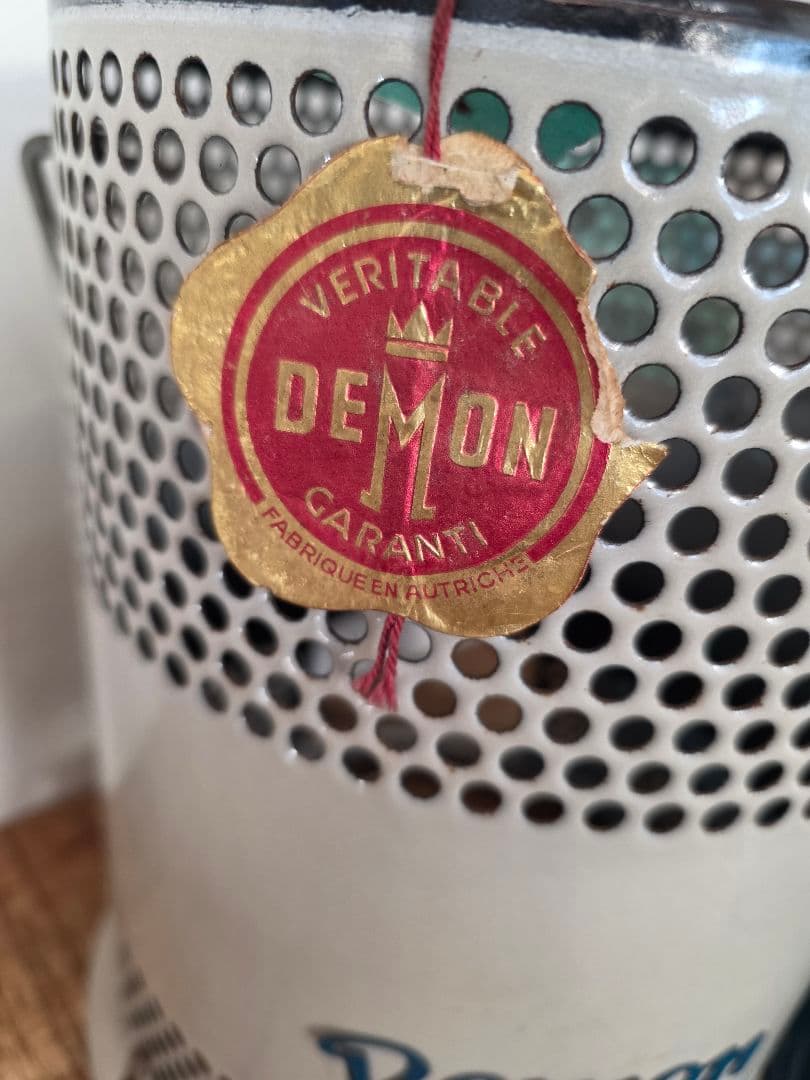 VERITABLE
DEMON
GARANTI
FABRIQUE EN AUTRICHE